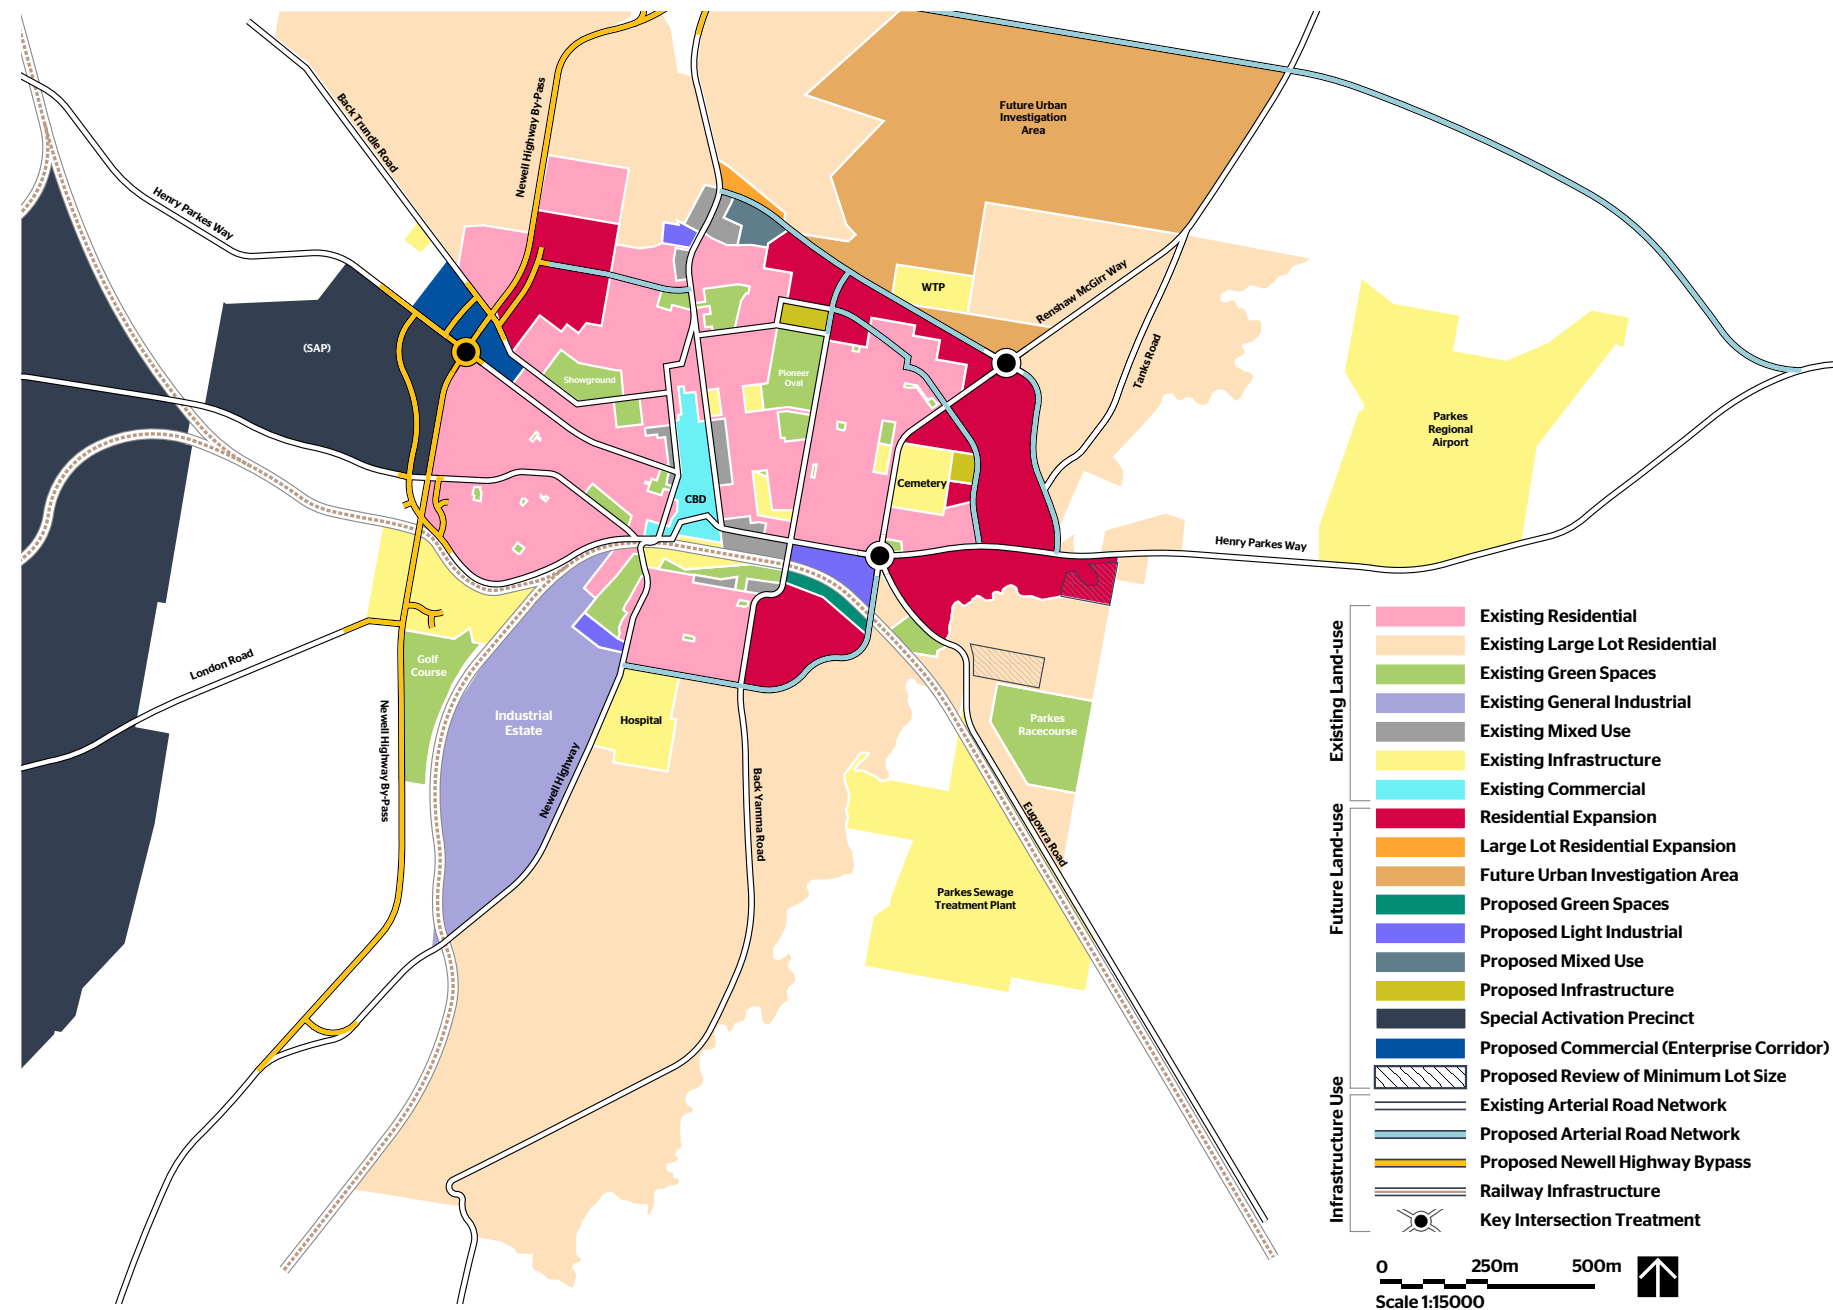 Future Urban
Investigation
Area
Back Trundle Road
Newell Highway By-Pass
Henry Parkes Way
WTP
Renshaw McGirr Way
Tanks Road
(SAP)
Showground
Pioneer
Oval
Parkes
Regional
Airport
Cemetery
CBD
Henry Parkes Way
London Road
Golf
Course
Newell Highway By-Pass
Industrial
Estate
Hospital
Newell Highway
Back Yamma Road
Parkes
Racecourse
Eugowra Road
Parkes Sewage
Treatment Plant
Existing Land-use
Existing Residential
Existing Large Lot Residential
Existing Green Spaces
Existing General Industrial
Existing Mixed Use
Existing Infrastructure
Existing Commercial
Future Land-use
Residential Expansion
Large Lot Residential Expansion
Future Urban Investigation Area
Proposed Green Spaces
Proposed Light Industrial
Proposed Mixed Use
Proposed Infrastructure
Special Activation Precinct
Proposed Commercial (Enterprise Corridor)
Proposed Review of Minimum Lot Size
Infrastructure Use
Existing Arterial Road Network
Proposed Arterial Road Network
Proposed Newell Highway Bypass
Railway Infrastructure
Key Intersection Treatment
0 250m 500m
Scale 1:15000